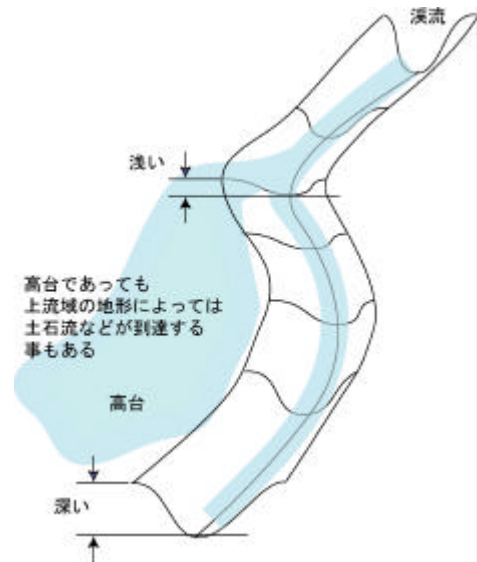 渓流
浅い
高台であっても
上流域の地形によっては
土石流などが到達する
事もある
高台
深い